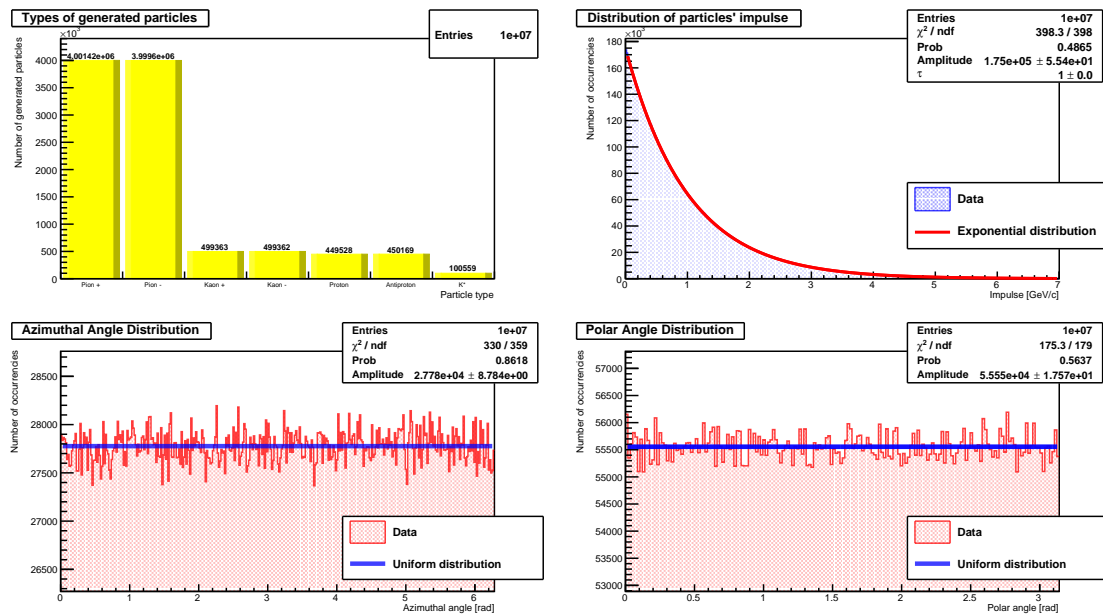 Types of generated particles
Entries 1e+07
×10³
Number of generated particles
4000
3500
3000
2500
2000
1500
1000
500
0
4.00142e+06
3.9996e+06
499363
499362
449528
450169
100559
Pion +
Pion -
Kaon +
Kaon -
Proton
Antiproton
K*
Particle type
Distribution of particles' impulse
Entries 1e+07
χ² / ndf 398.3 / 398
Prob 0.4865
Amplitude 1.75e+05 ± 5.54e+01
τ 1 ± 0.0
×10³
Number of occurrencies
180
160
140
120
100
80
60
40
20
0
0 1 2 3 4 5 6 7
Impulse [GeV/c]
Data
Exponential distribution
Azimuthal Angle Distribution
Entries 1e+07
χ² / ndf 330 / 359
Prob 0.8618
Amplitude 2.778e+04 ± 8.784e+00
Number of occurrencies
28500
28000
27500
27000
26500
0 1 2 3 4 5 6
Azimuthal angle [rad]
Data
Uniform distribution
Polar Angle Distribution
Entries 1e+07
χ² / ndf 175.3 / 179
Prob 0.5637
Amplitude 5.555e+04 ± 1.757e+01
Number of occurrencies
57000
56500
56000
55500
55000
54500
54000
53500
53000
0 0.5 1 1.5 2 2.5 3
Polar angle [rad]
Data
Uniform distribution